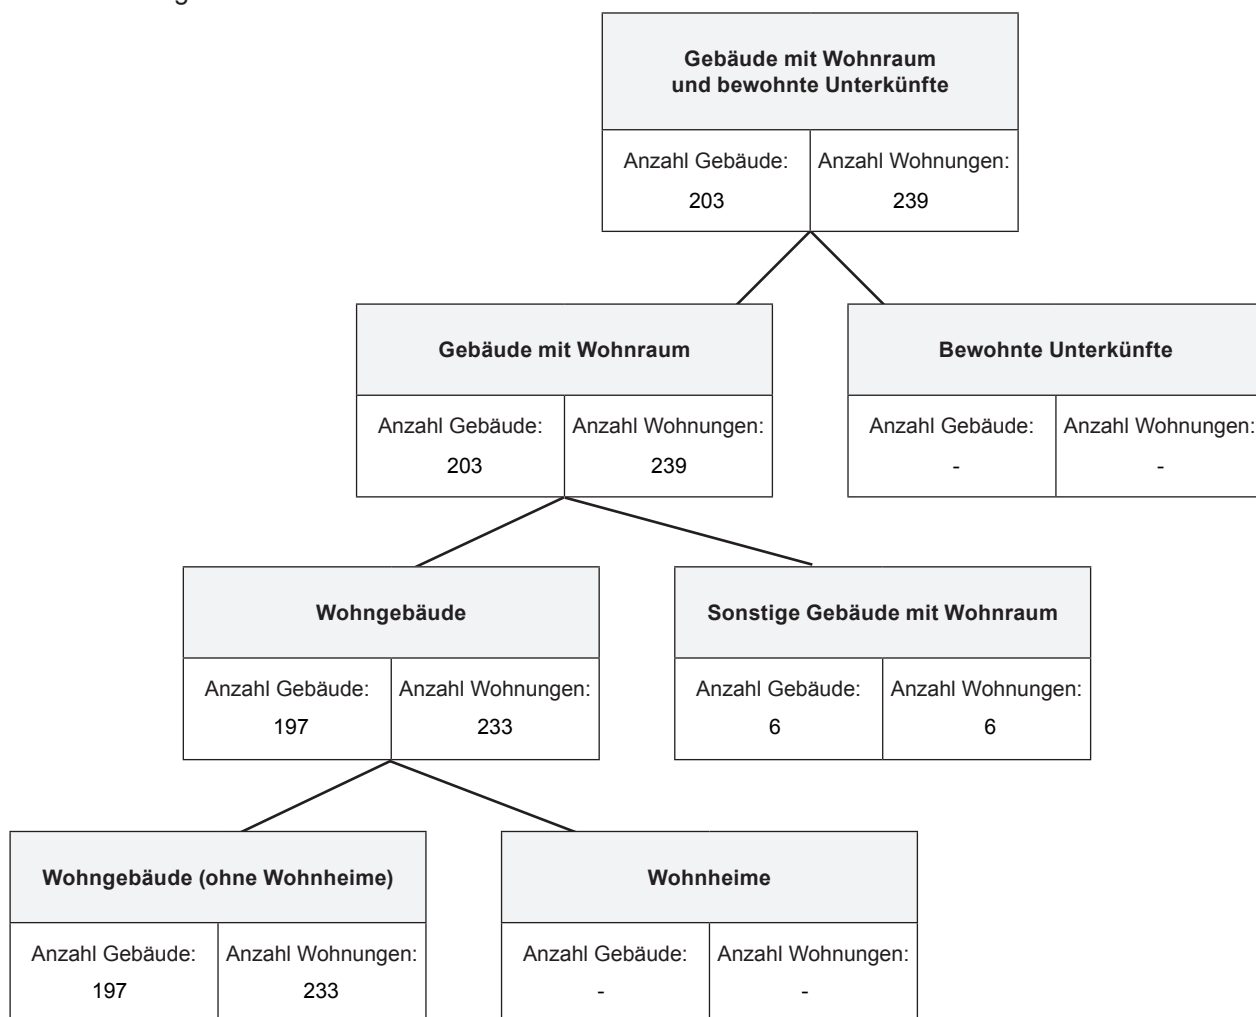 Gebäude mit Wohnraum
und bewohnte Unterkünfte
Anzahl Gebäude: Anzahl Wohnungen:
203 239
Gebäude mit Wohnraum
Anzahl Gebäude: Anzahl Wohnungen:
203 239
Bewohnte Unterkünfte
Anzahl Gebäude: Anzahl Wohnungen:
- -
Wohngebäude
Anzahl Gebäude: Anzahl Wohnungen:
197 233
Sonstige Gebäude mit Wohnraum
Anzahl Gebäude: Anzahl Wohnungen:
6 6
Wohngebäude (ohne Wohnheime)
Anzahl Gebäude: Anzahl Wohnungen:
197 233
Wohnheime
Anzahl Gebäude: Anzahl Wohnungen:
- -